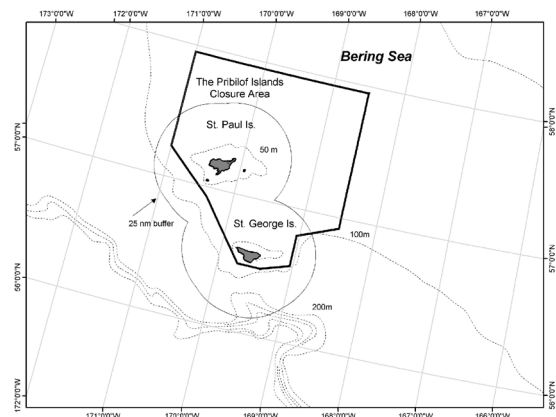 173°0'0"W 172°0'0"W 171°0'0"W 170°0'0"W 169°0'0"W 168°0'0"W 167°0'0"W
Bering Sea
The Pribilof Islands
Closure Area
St. Paul Is.
58°0'0"N
57°0'0"N
50 m
St. George Is.
25 nm buffer
100m
57°0'0"N
56°0'0"N
200m
172°0'0"W
56°0'0"N
171°0'0"W 170°0'0"W 169°0'0"W 168°0'0"W 167°0'0"W 166°0'0"W